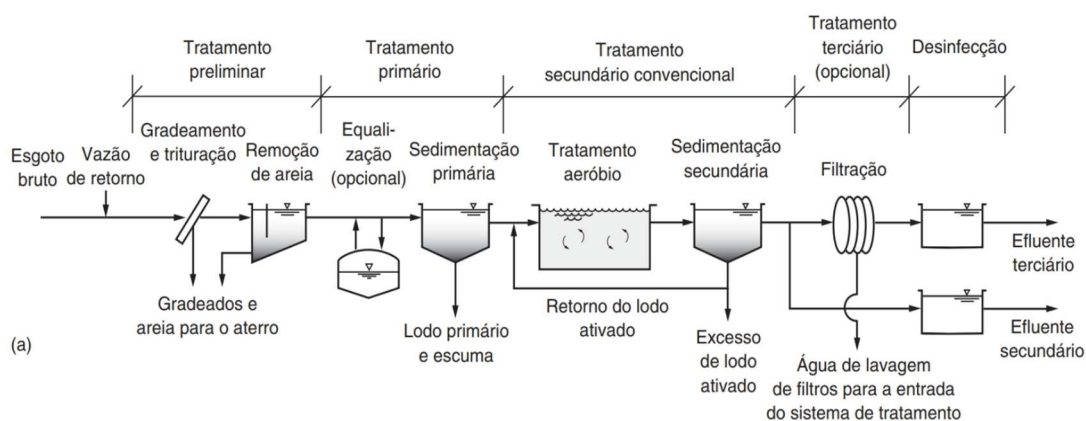 Tratamento
preliminar
Tratamento
primário
Tratamento
secundário convencional
Tratamento
terciário
(opcional)
Desinfecção
Esgoto
bruto
Vazão
de retorno
Gradeamento
e trituração
Remoção
de areia
Equali-
zação
(opcional)
Sedimentação
primária
Tratamento
aeróbio
Sedimentação
secundária
Filtração
Efluente
terciário
Gradeados e
areia para o aterro
Lodo primário
e escuma
Retorno do lodo
ativado
Excesso
de lodo
ativado
Efluente
secundário
Água de lavagem
de filtros para a entrada
do sistema de tratamento
(a)